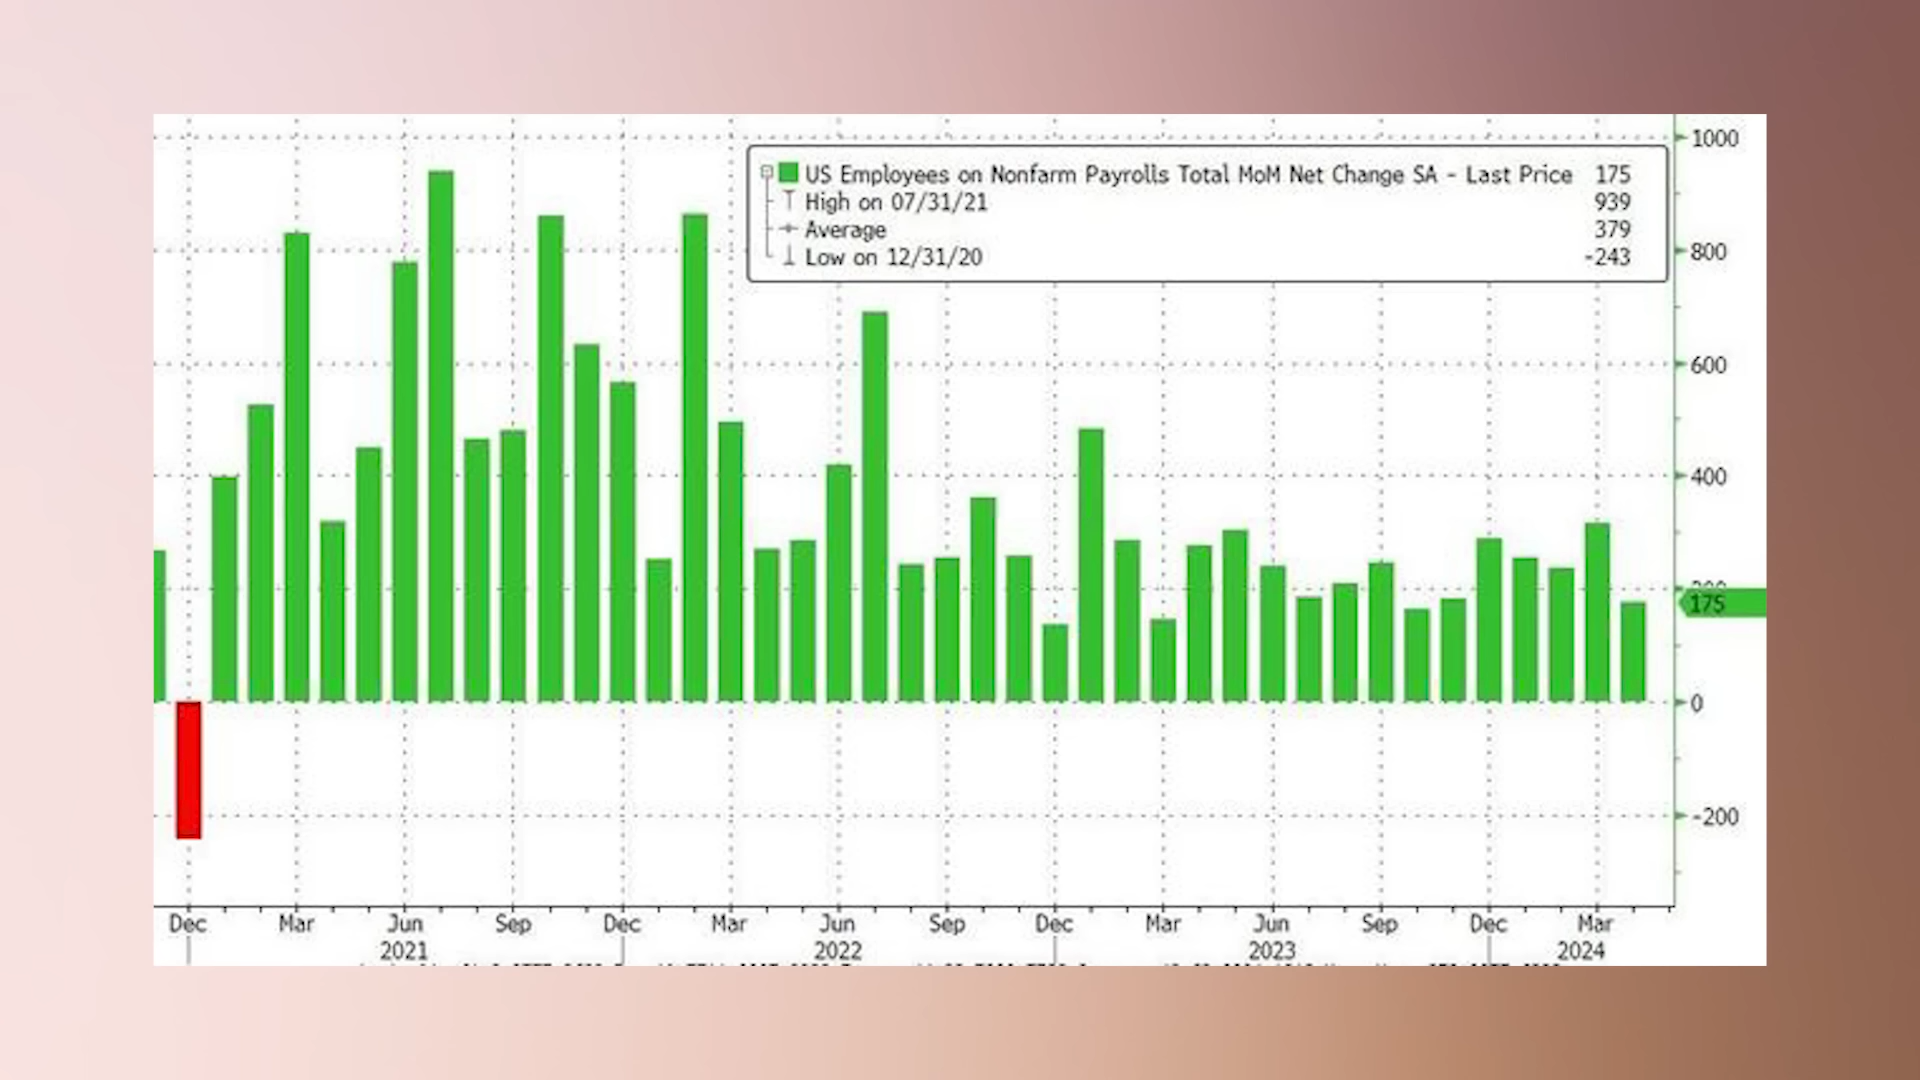 1000
US Employees on Nonfarm Payrolls Total MoM Net Change SA - Last Price 175
High on 07/31/21 939
Average 379
Low on 12/31/20 -243
800
600
400
175
0
-200
Dec Mar Jun Sep Dec Mar Jun Sep Dec Mar Jun Sep Dec Mar
2021 2022 2023 2024